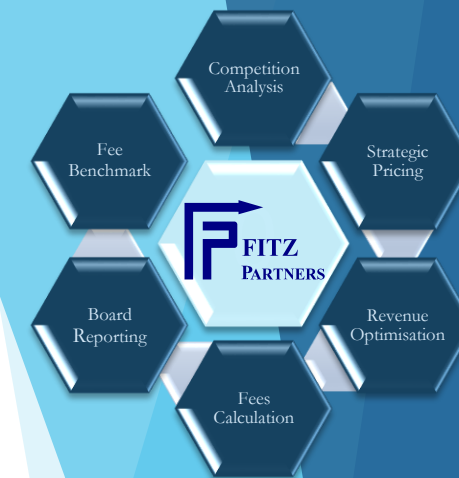 Competition
Analysis
Fee
Benchmark
Strategic
Pricing
FITZ
PARTNERS
Board
Reporting
Revenue
Optimisation
Fees
Calculation